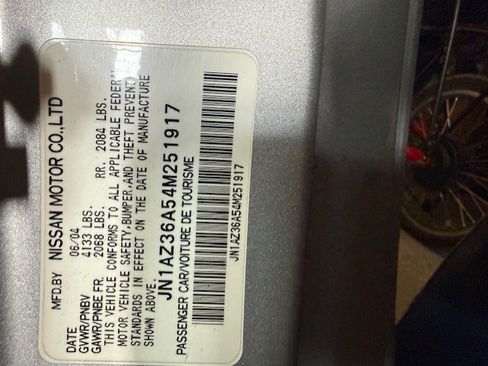 MFD.BY NISSAN MOTOR CO.,LTD
DATE 06/04
GVWR/PNBV 4133 LBS.
GAWR/PNBE FR. 2068 LBS. RR. 2084 LBS.
THIS VEHICLE CONFORMS TO ALL APPLICABLE FEDERAL
MOTOR VEHICLE SAFETY,BUMPER,AND THEFT PREVENTION
STANDARDS IN EFFECT ON THE DATE OF MANUFACTURE
SHOWN ABOVE.
JN1AZ36A54M251917
PASSENGER CAR/VOITURE DE TOURISME
JN1AZ36A54M251917